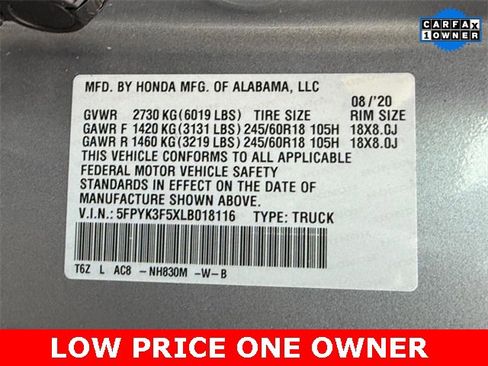 CARFAX
1 OWNER
MFD. BY HONDA MFG. OF ALABAMA, LLC 08/'20
GVWR 2730 KG(6019 LBS) TIRE SIZE RIM SIZE
GAWR F 1420 KG(3131 LBS)245/60R18 105H 18X8.0J
GAWR R 1460 KG(3219 LBS)245/60R18 105H 18X8.0J
THIS VEHICLE CONFORMS TO ALL APPLICABLE
FEDERAL MOTOR VEHICLE SAFETY
STANDARDS IN EFFECT ON THE DATE OF
MANUFACTURE SHOWN ABOVE.
V.I.N.: 5FPYK3F5XLB018116 TYPE: TRUCK
T6Z L AC8 - NH830M -W-B
LOW PRICE ONE OWNER